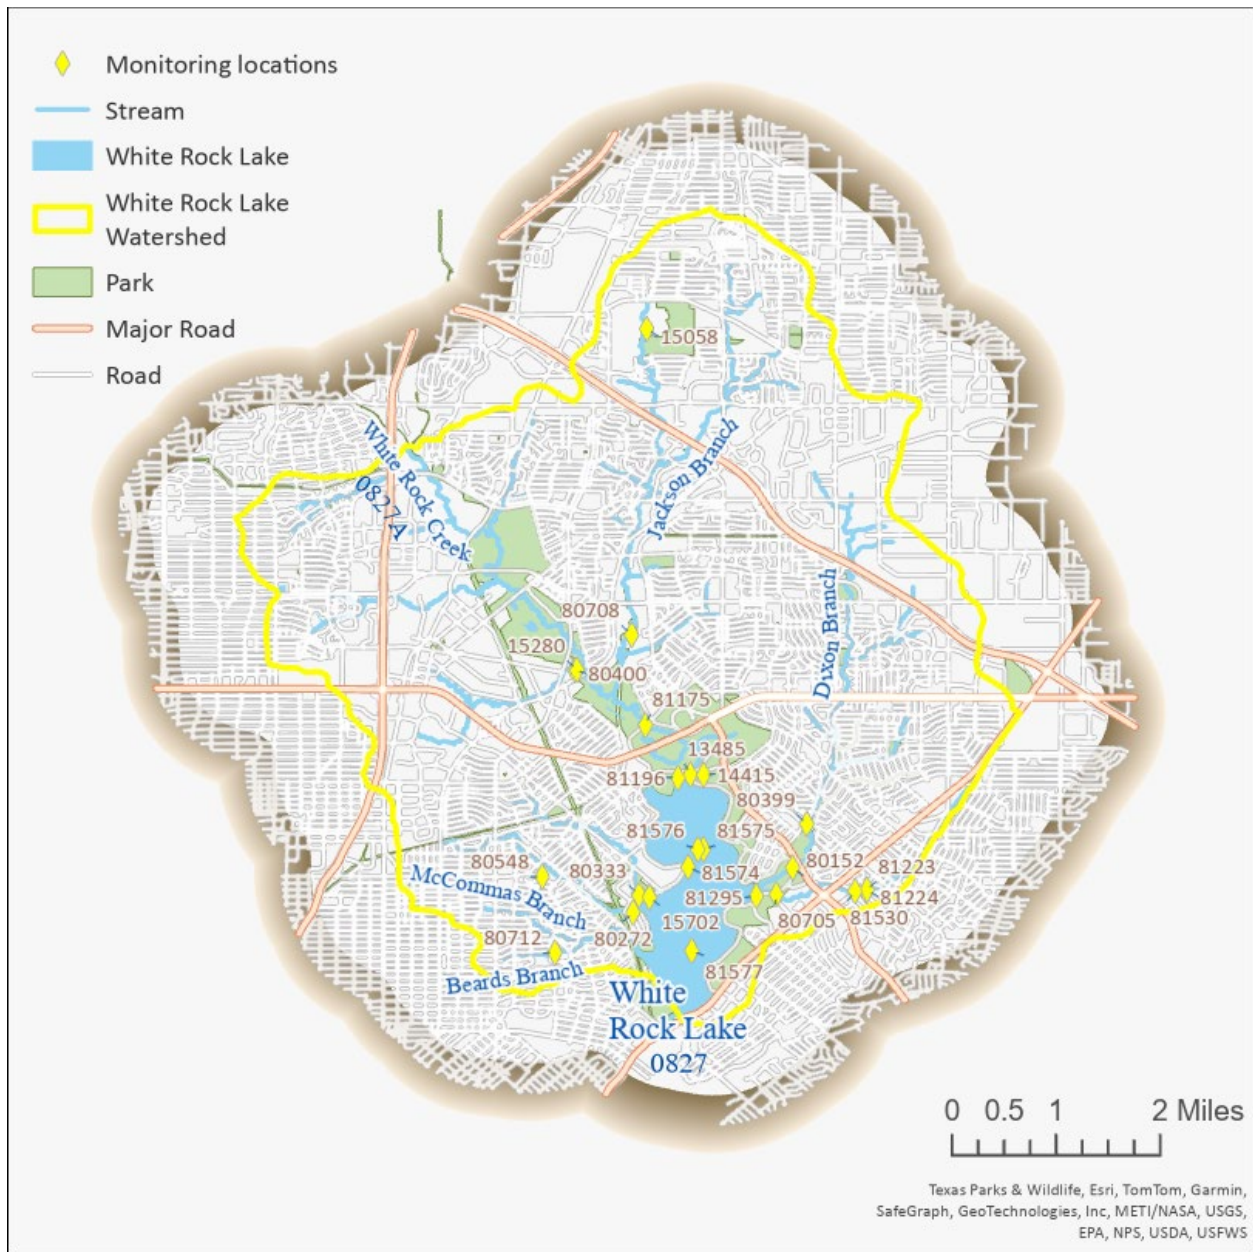 Monitoring locations
Stream
White Rock Lake
White Rock Lake
Watershed
Park
Major Road
Road
15058
White Rock Creek
0827A
Jackson Branch
Dixon Branch
80708
15280
80400
81175
13485
81196
14415
80399
81576
81575
80548
80333
81574
80152
81223
McCommas Branch
81295
81224
15702
80705
81530
80712
80272
81577
Beards Branch
White
Rock Lake
0827
0 0.5 1 2 Miles
Texas Parks & Wildlife, Esri, TomTom, Garmin,
SafeGraph, GeoTechnologies, Inc, METI/NASA, USGS,
EPA, NPS, USDA, USFWS